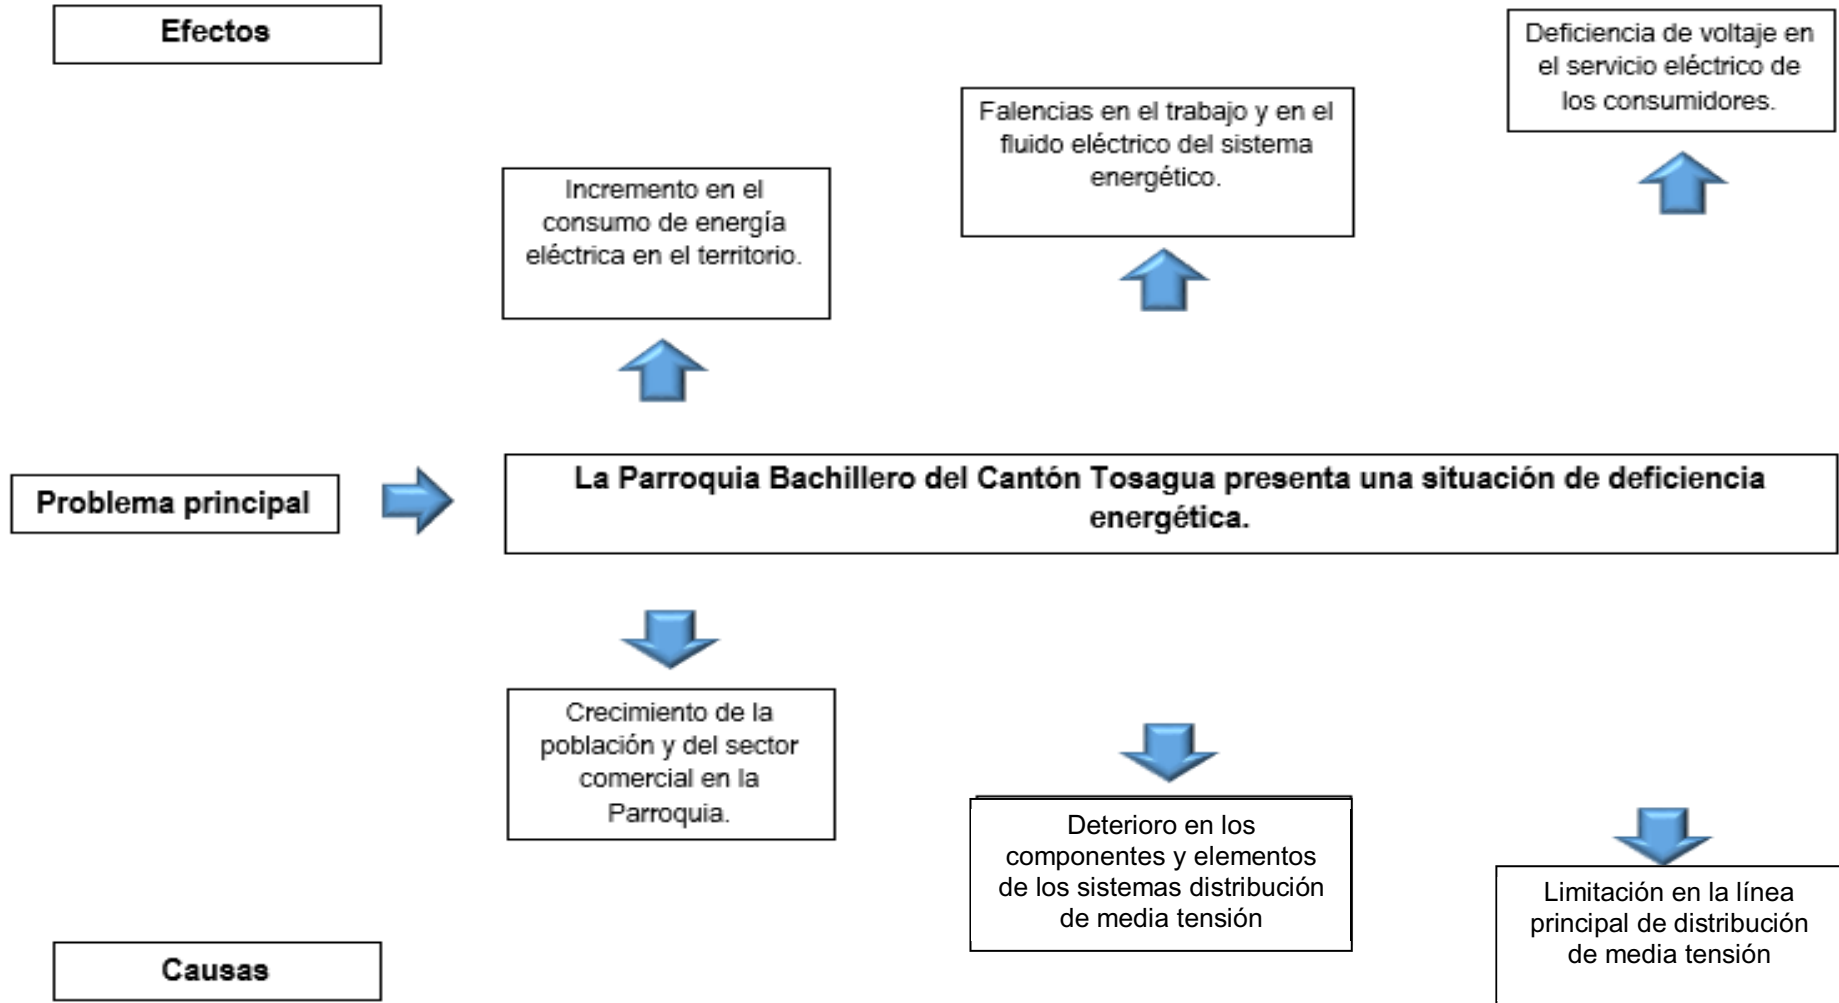 Efectos
Deficiencia de voltaje en
el servicio eléctrico de
los consumidores.
Falencias en el trabajo y en el
fluido eléctrico del sistema
energético.
Incremento en el
consumo de energía
eléctrica en el territorio.
Problema principal
La Parroquia Bachillero del Cantón Tosagua presenta una situación de deficiencia
energética.
Crecimiento de la
población y del sector
comercial en la
Parroquia.
Deterioro en los
componentes y elementos
de los sistemas distribución
de media tensión
Limitación en la línea
principal de distribución
de media tensión
Causas